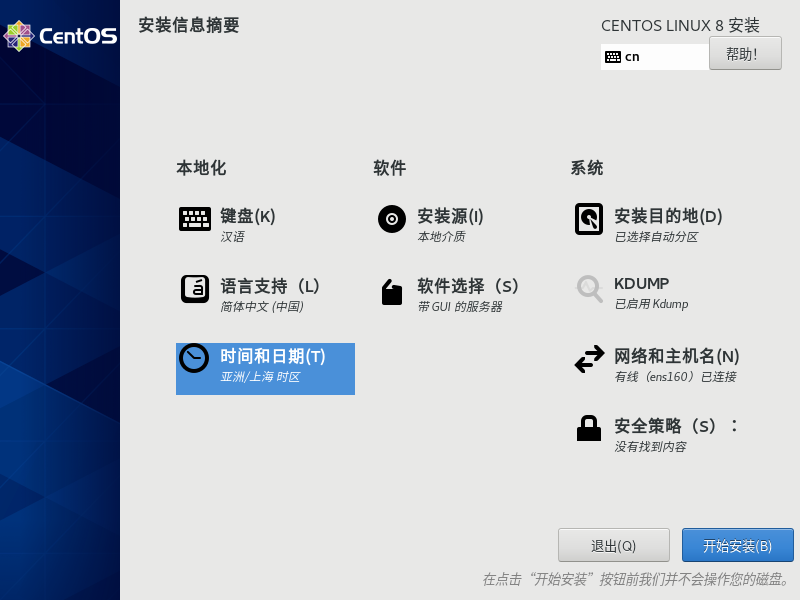 CentOS
安装信息摘要
CENTOS LINUX 8 安装
cn
帮助!
本地化
软件
系统
键盘(K)
汉语
安装源(I)
本地介质
安装目的地(D)
已选择自动分区
语言支持（L）
简体中文 (中国)
软件选择（S）
带 GUI 的服务器
KDUMP
已启用 Kdump
时间和日期(T)
亚洲/上海 时区
网络和主机名(N)
有线（ens160）已连接
安全策略（S）：
没有找到内容
退出(Q)
开始安装(B)
在点击“开始安装”按钮前我们并不会操作您的磁盘。